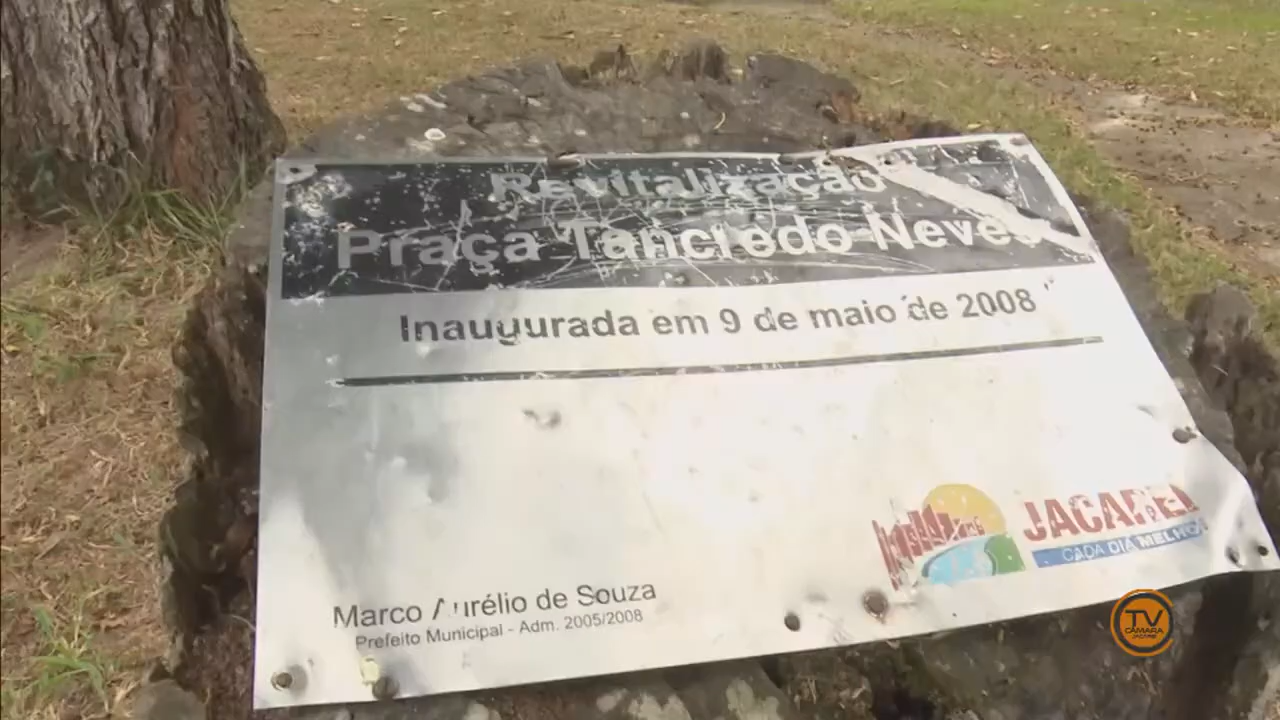 Revitalização
Praça Tancredo Neves
Inaugurada em 9 de maio de 2008
JACAREÍ
CADA DIA MELHOR
Marco Aurélio de Souza
Prefeito Municipal - Adm. 2005/2008
TV
CÂMARA